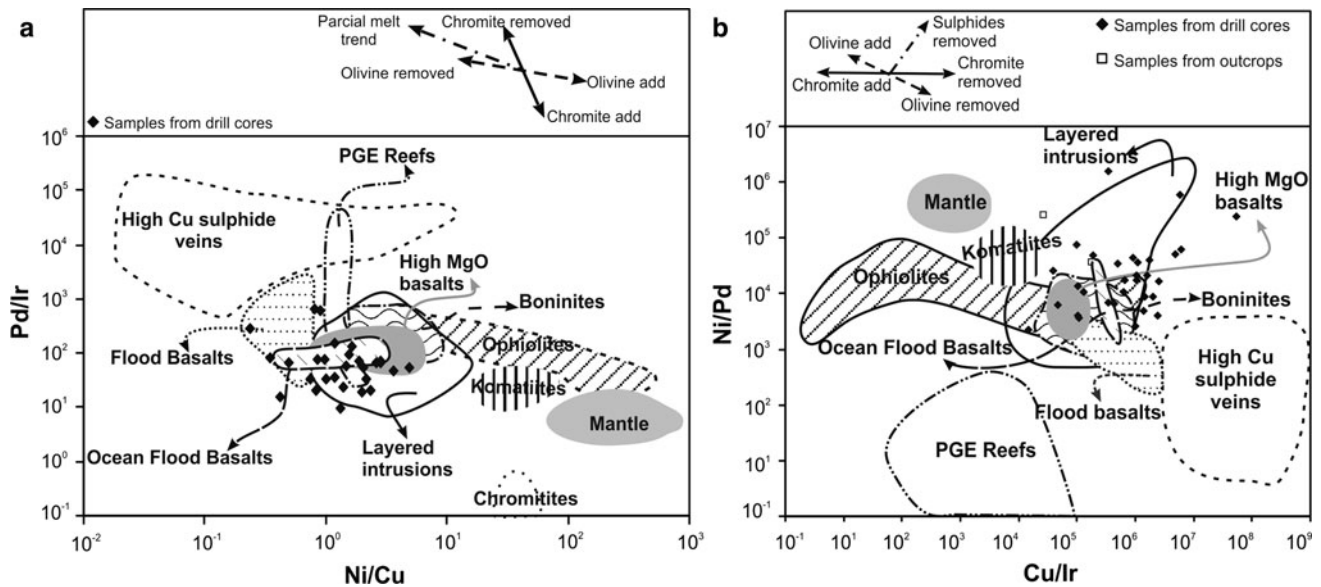 a
Parcial melt
trend
Chromite removed
Olivine removed
Olivine add
Chromite add
Samples from drill cores
Pd/Ir
10^6
10^5
10^4
10^3
10^2
10^1
10^0
10^-1
PGE Reefs
High Cu sulphide
veins
High MgO
basalts
Boninites
Flood Basalts
Ophiolites
Komatiites
Mantle
Ocean Flood Basalts
Layered
intrusions
Chromitites
10^-2
10^-1
10^0
10^1
10^2
10^3
Ni/Cu
b
Sulphides
removed
Olivine add
Chromite
removed
Chromite add
Olivine removed
Samples from drill cores
Samples from outcrops
Ni/Pd
10^7
10^6
10^5
10^4
10^3
10^2
10^1
10^-1
Layered
intrusions
High MgO
basalts
Mantle
Komatiites
Ophiolites
Boninites
Ocean Flood Basalts
High Cu
sulphide
veins
Flood basalts
PGE Reefs
10^-1
10^1
10^2
10^3
10^4
10^5
10^6
10^7
10^8
10^9
Cu/Ir